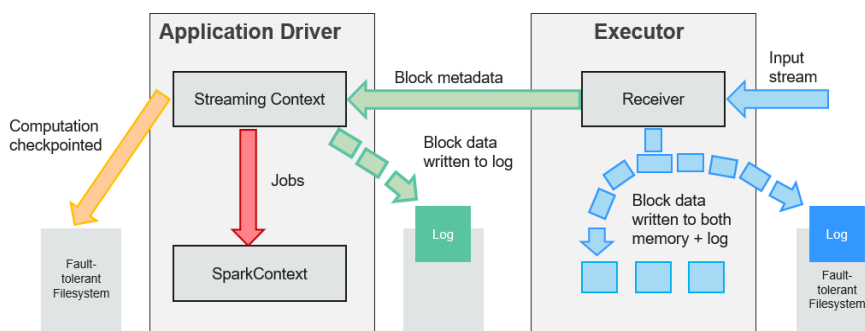 Application Driver
Executor
Input
stream
Block metadata
Streaming Context
Receiver
Computation
checkpointed
Block data
written to log
Jobs
Block data
written to both
memory + log
Log
Log
SparkContext
Fault-
tolerant
Filesystem
Fault-
tolerant
Filesystem